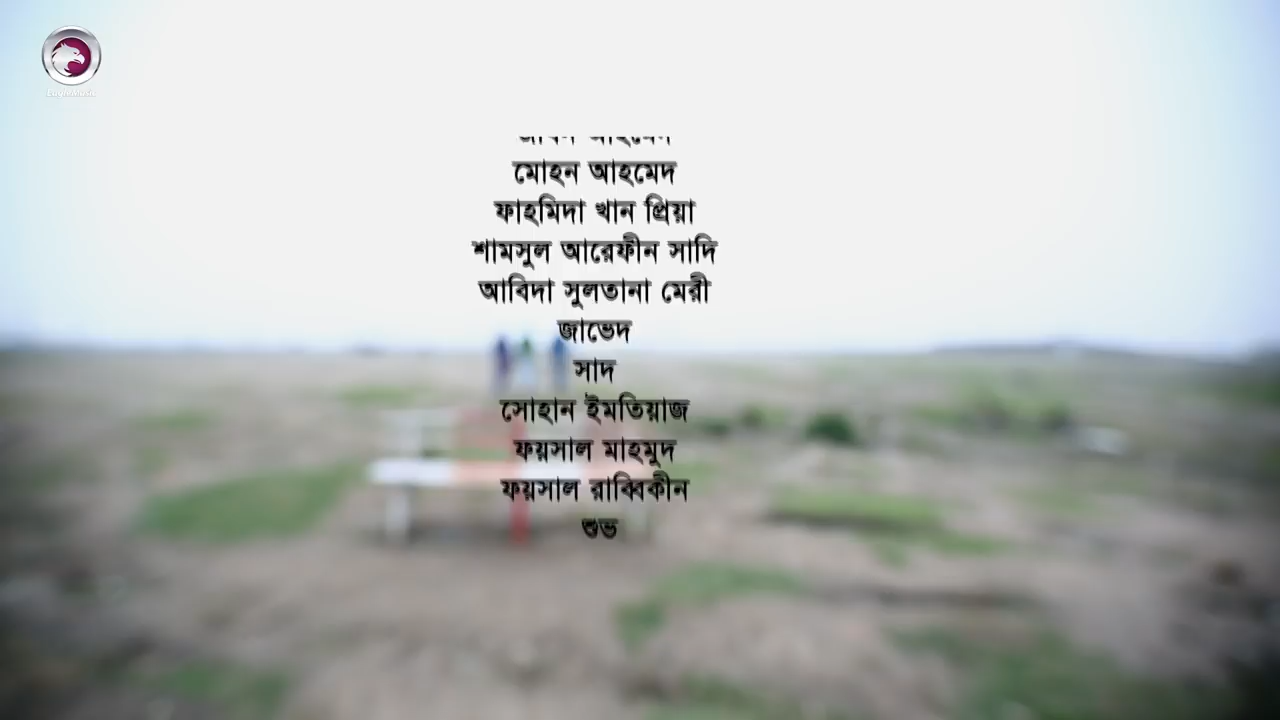 মোহন আহমেদ
ফাহমিদা খান প্রিয়া
শামসুল আরেফীন সাদি
আবিদা সুলতানা মেরী
জাভেদ
সাদ
সোহান ইমতিয়াজ
ফয়সাল মাহমুদ
ফয়সাল রাব্বিকীন
শুভ